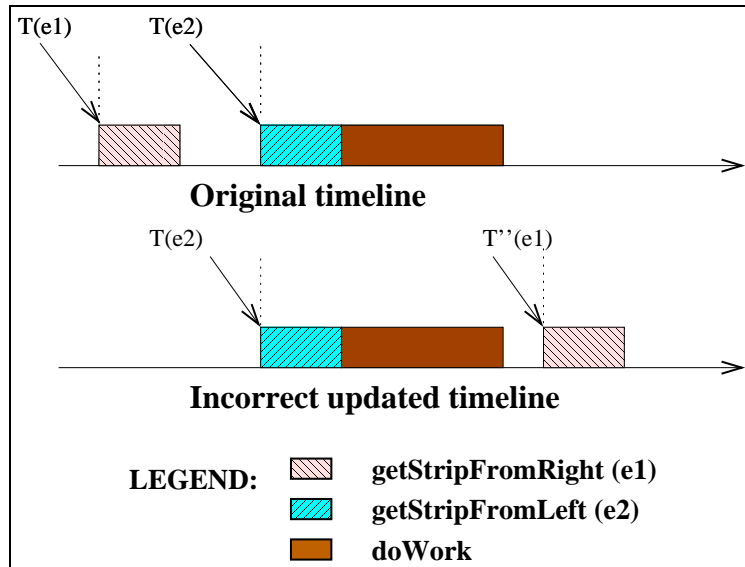 T(e1) T(e2)
Original timeline
T(e2) T’’(e1)
Incorrect updated timeline
LEGEND:
getStripFromRight (e1)
getStripFromLeft (e2)
doWork